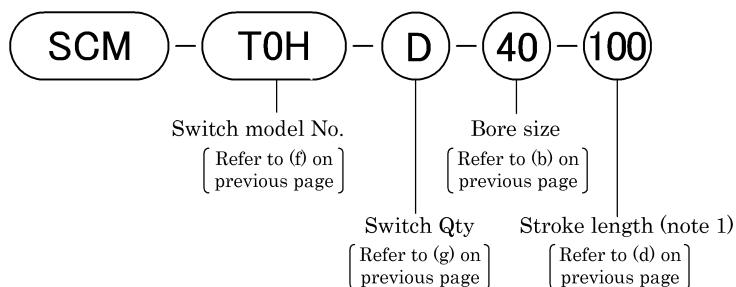 SCM - T0H - D - 40 - 100
Switch model No.
Refer to (f) on
previous page
Bore size
Refer to (b) on
previous page
Switch Qty
Refer to (g) on
previous page
Stroke length (note 1)
Refer to (d) on
previous page